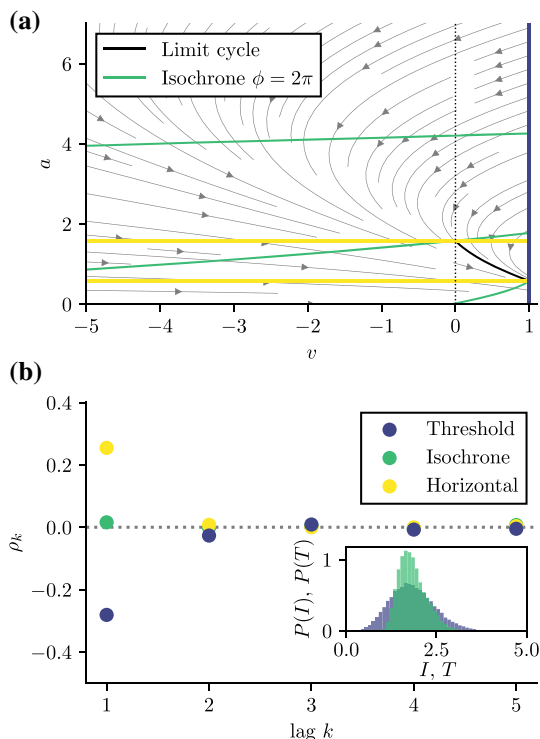 (a)
Limit cycle
Isochrone ϕ = 2π
6
4
2
0
a
−5 −4 −3 −2 −1 0 1
v
(b)
0.4
0.2
0.0
−0.2
−0.4
ρk
Threshold
Isochrone
Horizontal
1
0
P(I), P(T)
0.0 2.5 5.0
I, T
1 2 3 4 5
lag k